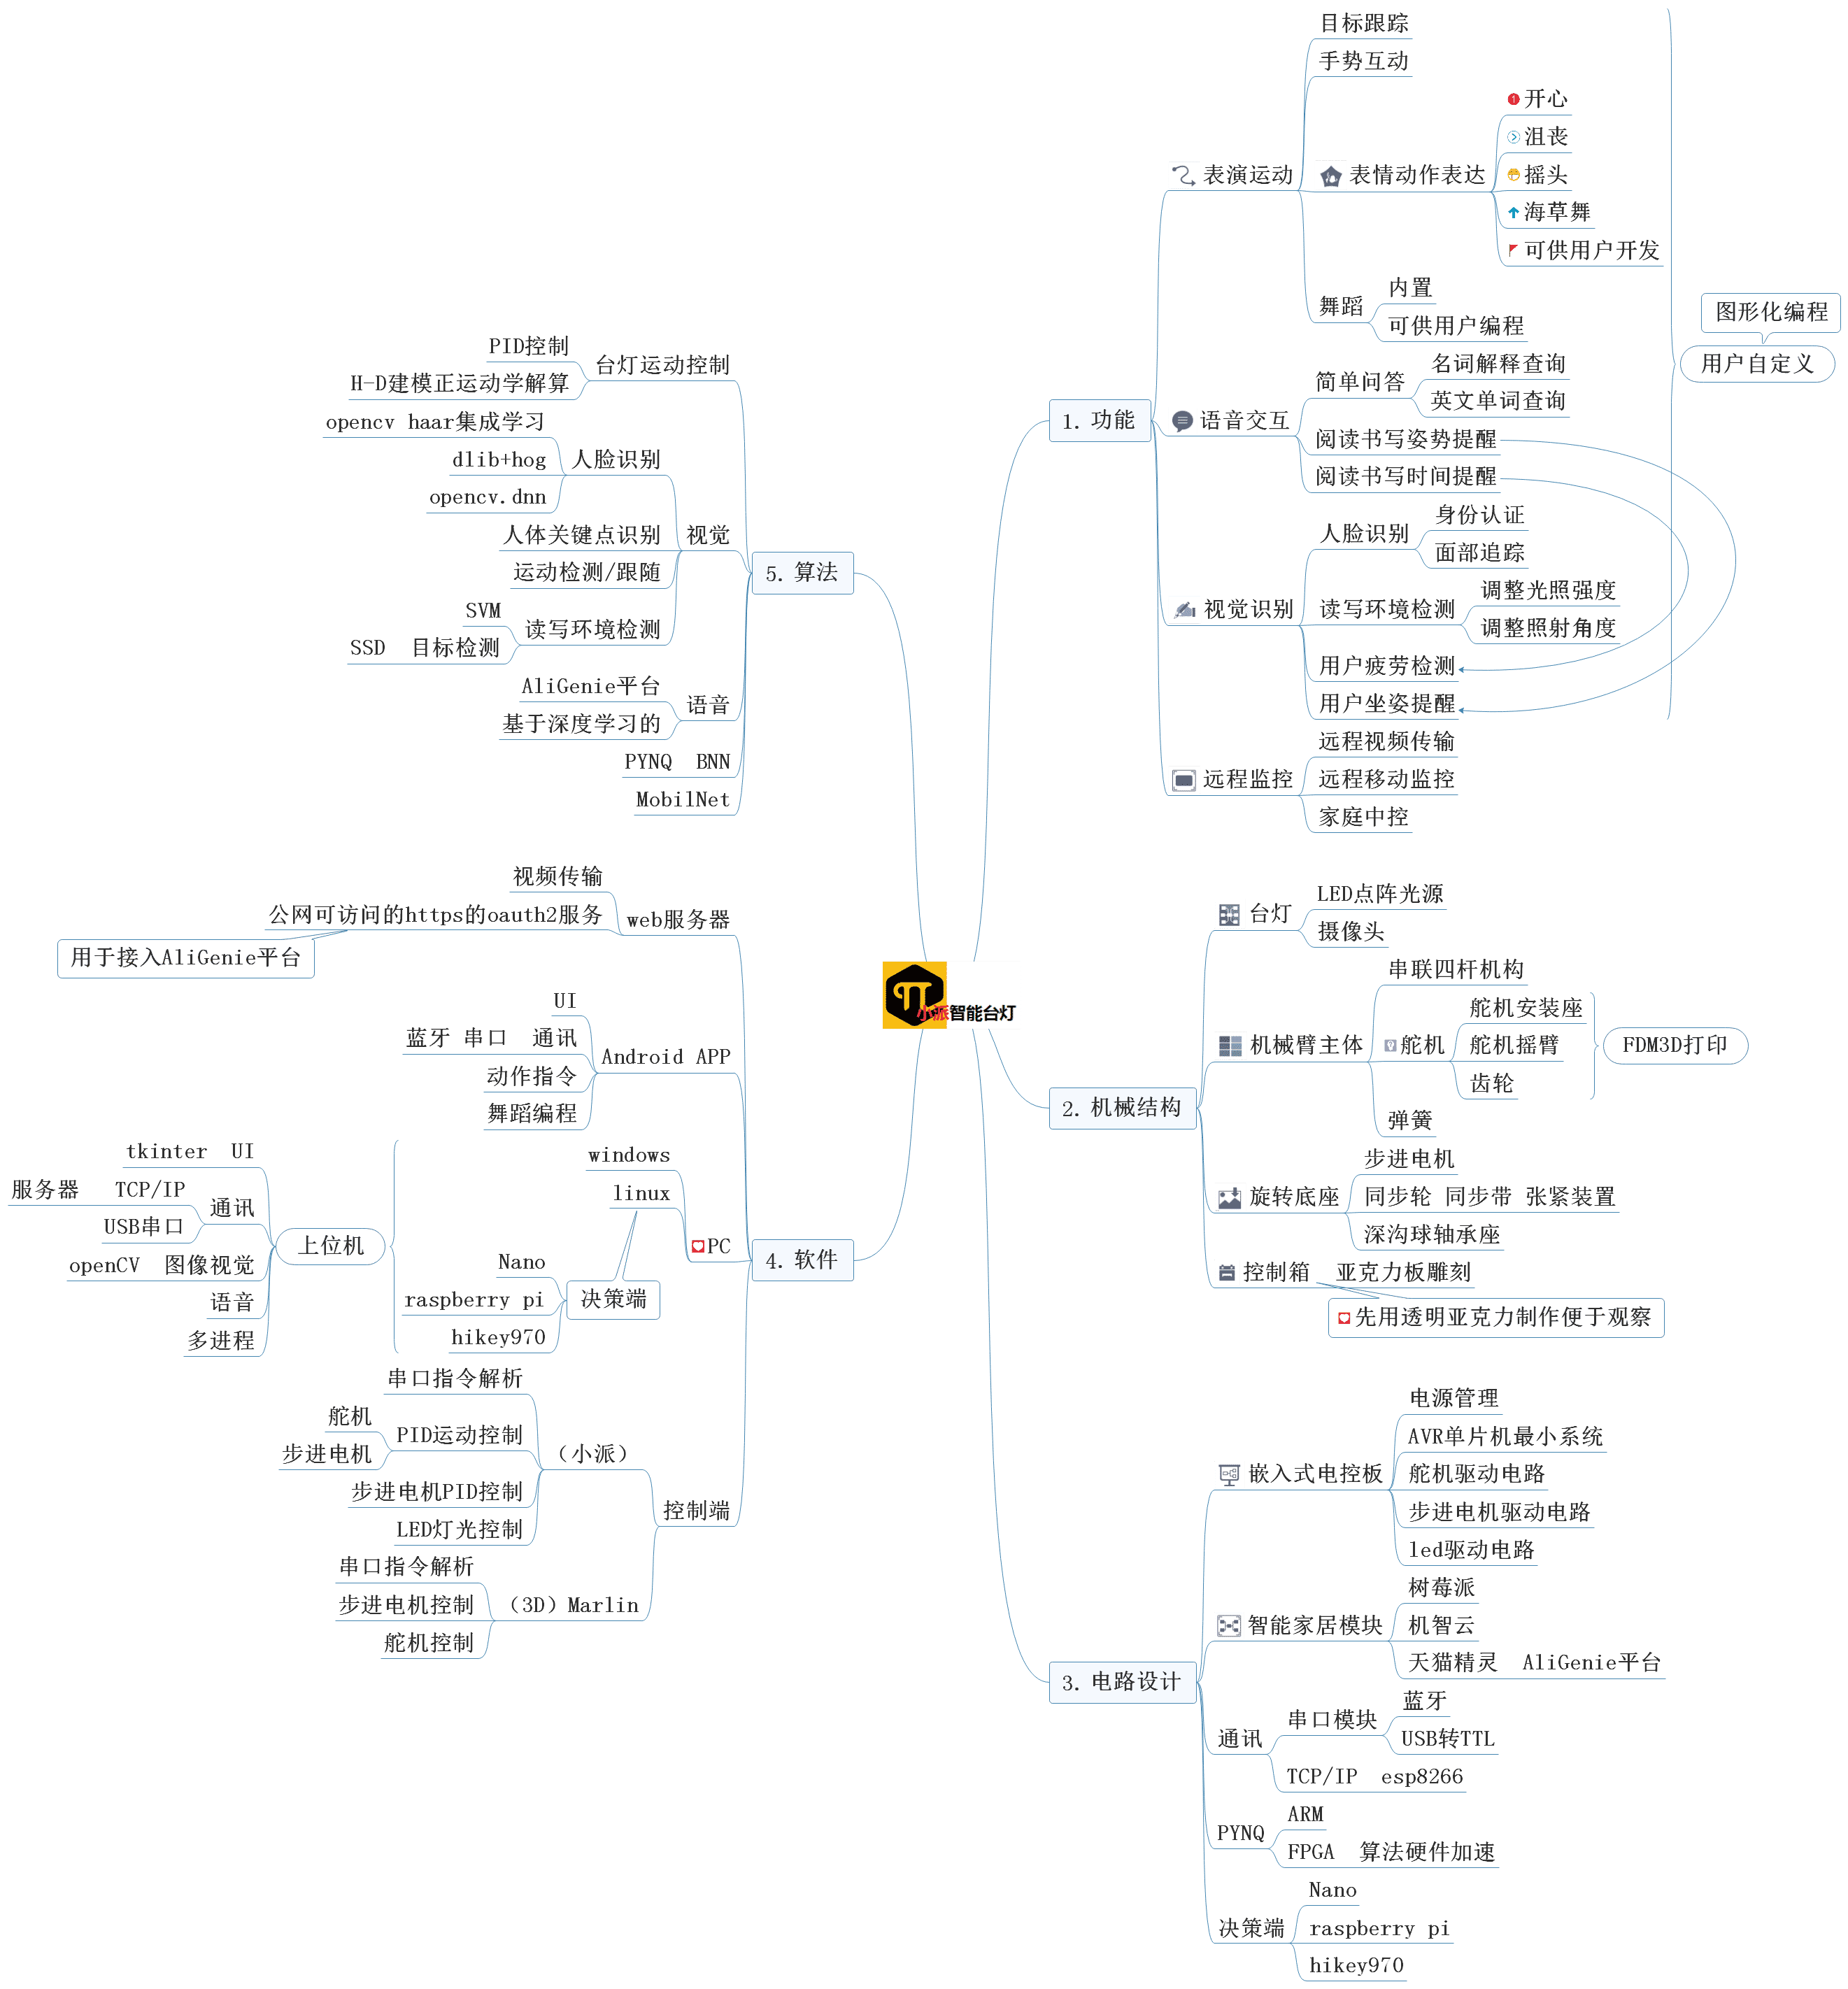 小派智能台灯
1. 功能
表演运动
目标跟踪
手势互动
表情动作表达
开心
沮丧
摇头
海草舞
可供用户开发
舞蹈
内置
可供用户编程
语音交互
简单问答
名词解释查询
英文单词查询
阅读书写姿势提醒
阅读书写时间提醒
视觉识别
人脸识别
身份认证
面部追踪
读写环境检测
调整光照强度
调整照射角度
用户疲劳检测
用户坐姿提醒
远程监控
远程视频传输
远程移动监控
家庭中控
图形化编程
用户自定义
2. 机械结构
台灯
LED点阵光源
摄像头
机械臂主体
串联四杆机构
舵机
舵机安装座
舵机摇臂
齿轮
FDM3D打印
弹簧
旋转底座
步进电机
同步轮 同步带 张紧装置
深沟球轴承座
控制箱 亚克力板雕刻
先用透明亚克力制作便于观察
3. 电路设计
嵌入式电控板
电源管理
AVR单片机最小系统
舵机驱动电路
步进电机驱动电路
led驱动电路
智能家居模块
树莓派
机智云
天猫精灵 AliGenie平台
通讯
串口模块
蓝牙
USB转TTL
TCP/IP esp8266
PYNQ
ARM
FPGA 算法硬件加速
决策端
Nano
raspberry pi
hikey970
4. 软件
web服务器
视频传输
公网可访问的https的oauth2服务
用于接入AliGenie平台
Android APP
UI
蓝牙 串口 通讯
动作指令
舞蹈编程
PC
windows
linux
决策端
Nano
raspberry pi
hikey970
上位机
tkinter UI
通讯
服务器 TCP/IP
USB串口
openCV 图像视觉
语音
多进程
控制端
（小派）
串口指令解析
PID运动控制
舵机
步进电机
步进电机PID控制
LED灯光控制
（3D）Marlin
串口指令解析
步进电机控制
舵机控制
5. 算法
台灯运动控制
PID控制
H-D建模正运动学解算
视觉
人脸识别
opencv haar集成学习
dlib+hog
opencv.dnn
人体关键点识别
运动检测/跟随
读写环境检测
SVM
SSD 目标检测
语音
AliGenie平台
基于深度学习的
PYNQ BNN
MobilNet